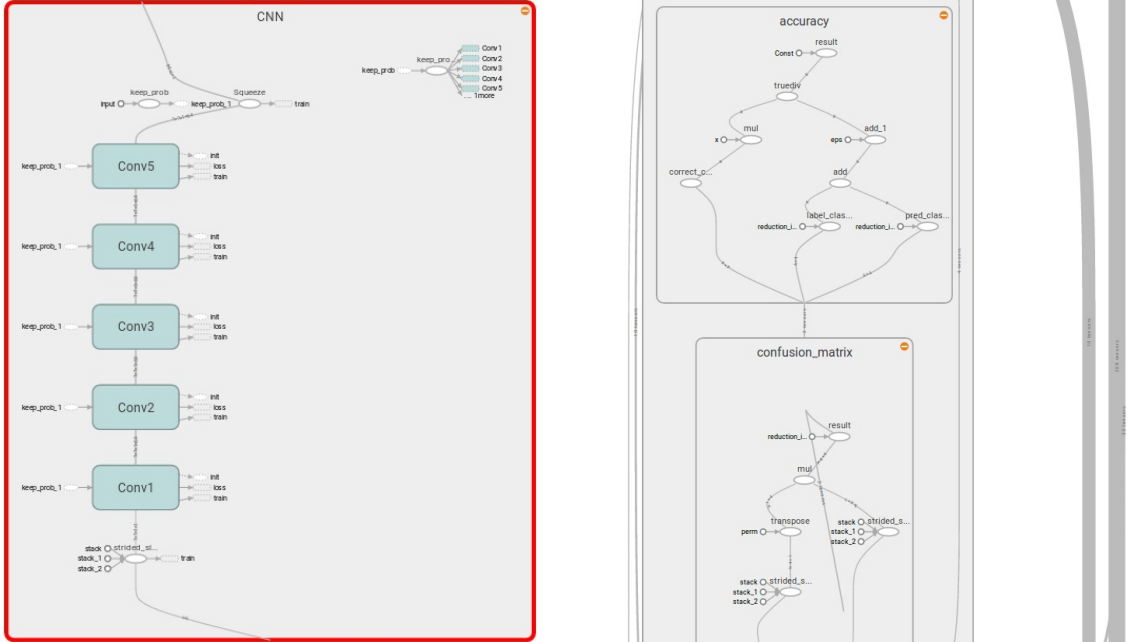 CNN
Conv1
Conv2
Conv3
Conv4
Conv5
1more
keep_prob
keep_pro...
keep_prob
Squeeze
input
keep_prob_1
train
keep_prob_1
Conv5
init
loss
train
keep_prob_1
Conv4
init
loss
train
keep_prob_1
Conv3
init
loss
train
keep_prob_1
Conv2
init
loss
train
keep_prob_1
Conv1
init
loss
train
stack
strided_sl...
stack_1
train
stack_2
accuracy
result
Const
truediv
mul
add_1
x
eps
correct_c...
add
label_clas...
pred_clas...
reduction_i...
reduction_i...
confusion_matrix
result
reduction_i...
mul
transpose
stack
strided_s...
perm
stack_1
stack_2
stack
strided_s...
stack_1
stack_2